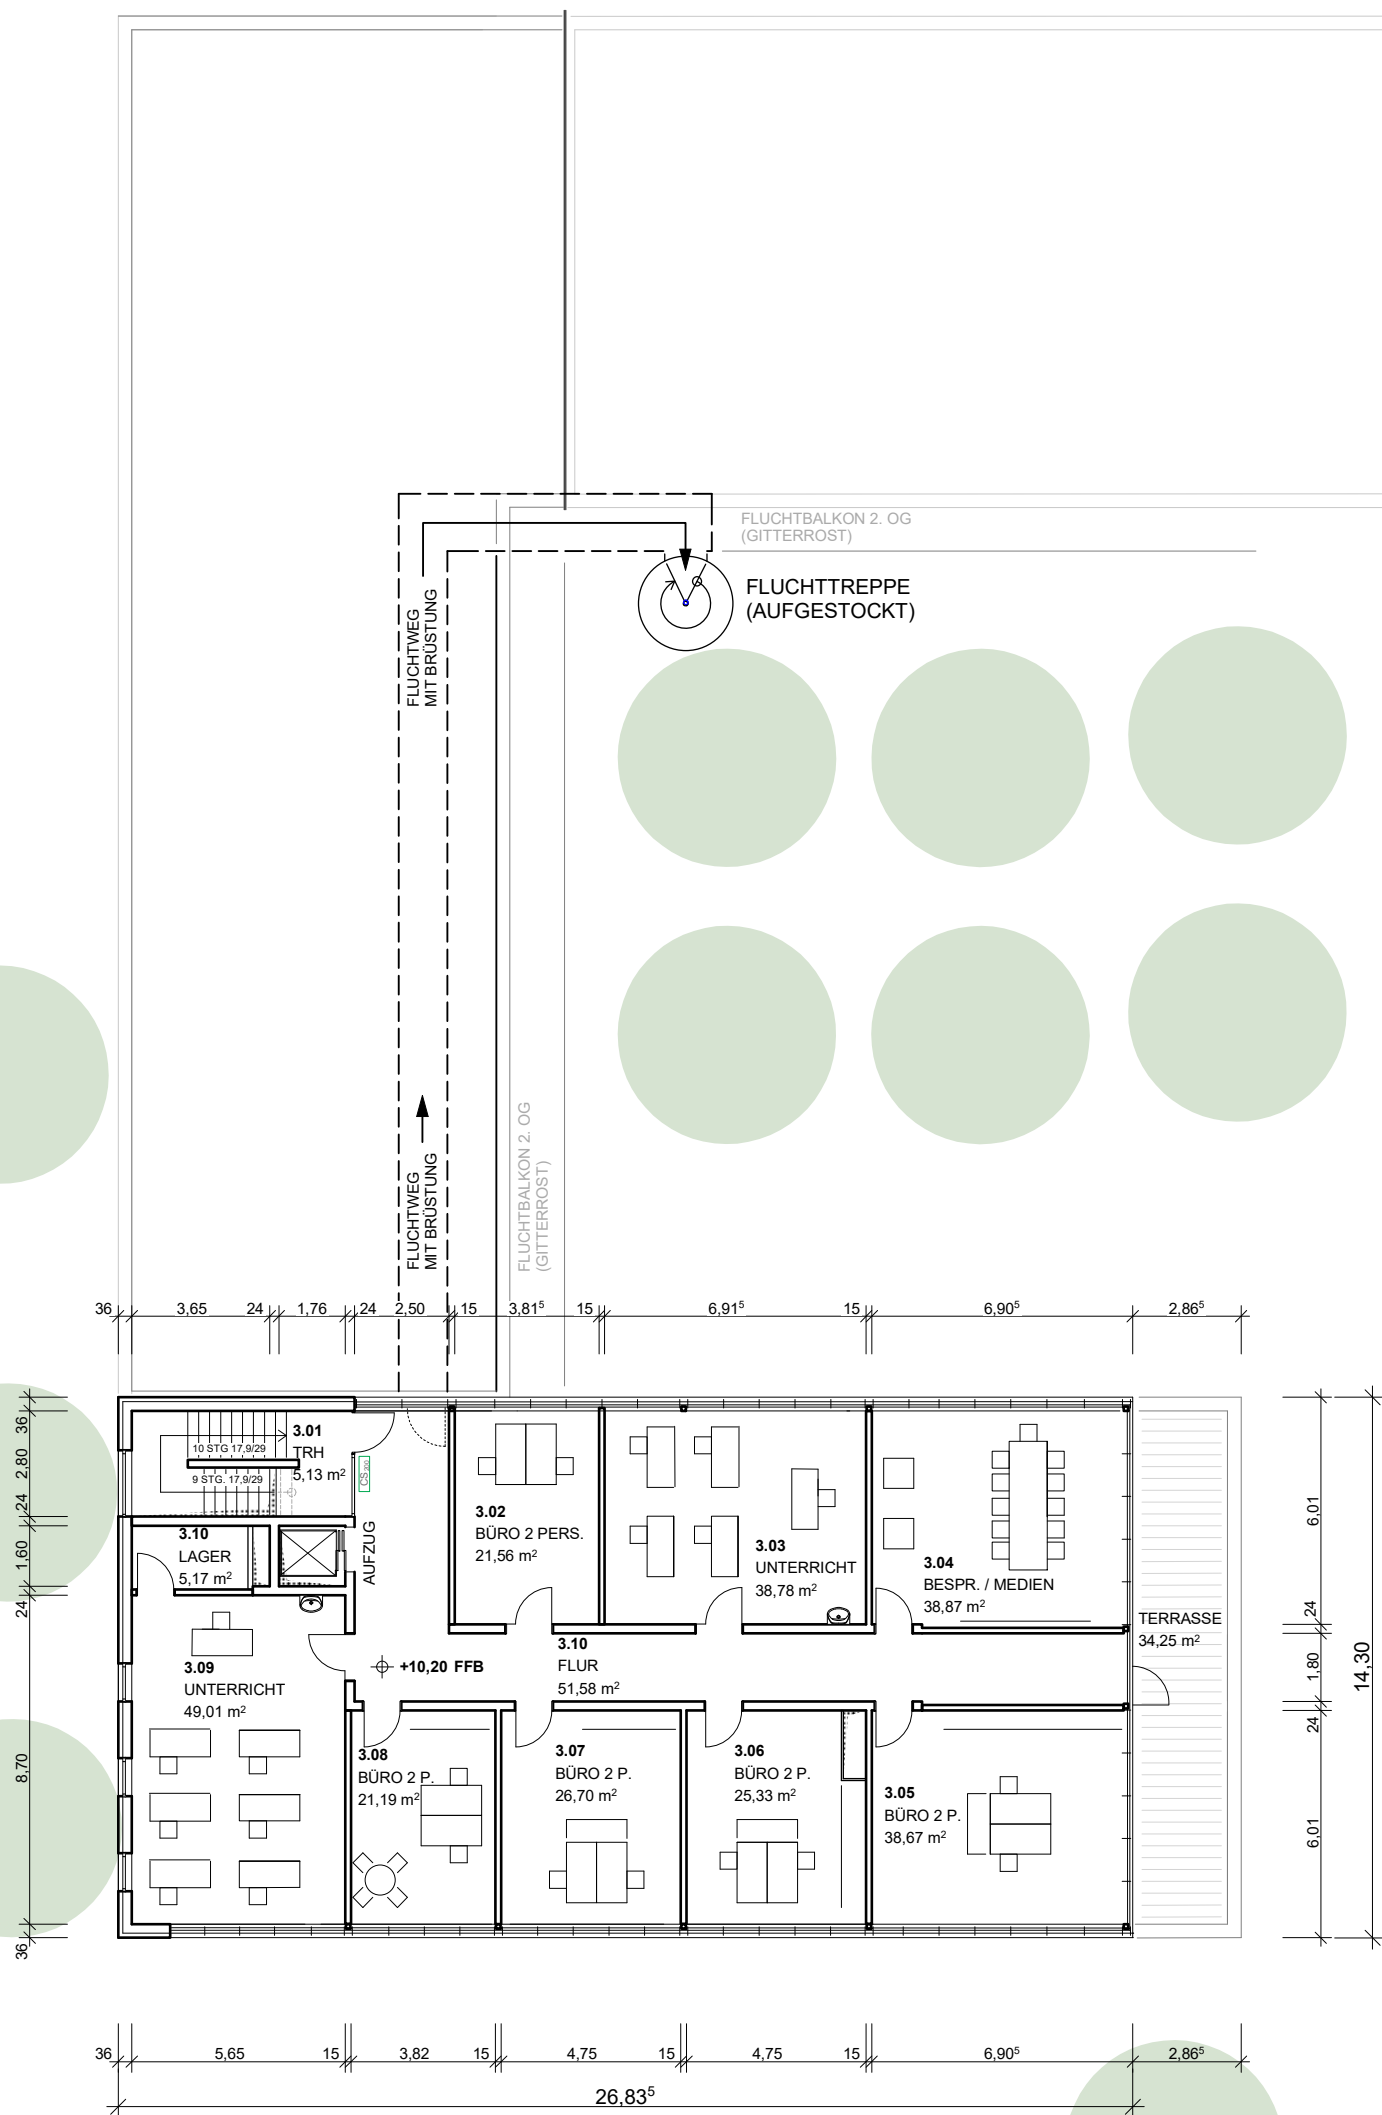 FLUCHTBALKON 2. OG
(GITTERROST)
FLUCHTTREPPE
(AUFGESTOCKT)
FLUCHTWEG
MIT BRÜSTUNG
FLUCHTWEG
MIT BRÜSTUNG
FLUCHTBALKON 2. OG
(GITTERROST)
36 3,65 24 1,76 24 2,50 15 3,81⁵ 15 6,91⁵ 15 6,90⁵ 2,86⁵
36
2,80
24
1,60
24
8,70
36
3.01
TRH
5,13 m²
10 STG 17,9/29
9 STG. 17,9/29
CS 200
AUFZUG
3.10
LAGER
5,17 m²
3.02
BÜRO 2 PERS.
21,56 m²
3.03
UNTERRICHT
38,78 m²
3.04
BESPR. / MEDIEN
38,87 m²
TERRASSE
34,25 m²
3.10
FLUR
51,58 m²
+10,20 FFB
3.09
UNTERRICHT
49,01 m²
3.08
BÜRO 2 P.
21,19 m²
3.07
BÜRO 2 P.
26,70 m²
3.06
BÜRO 2 P.
25,33 m²
3.05
BÜRO 2 P.
38,67 m²
6,01
24
1,80
24
6,01
14,30
36 5,65 15 3,82 15 4,75 15 4,75 15 6,90⁵ 2,86⁵
26,83⁵